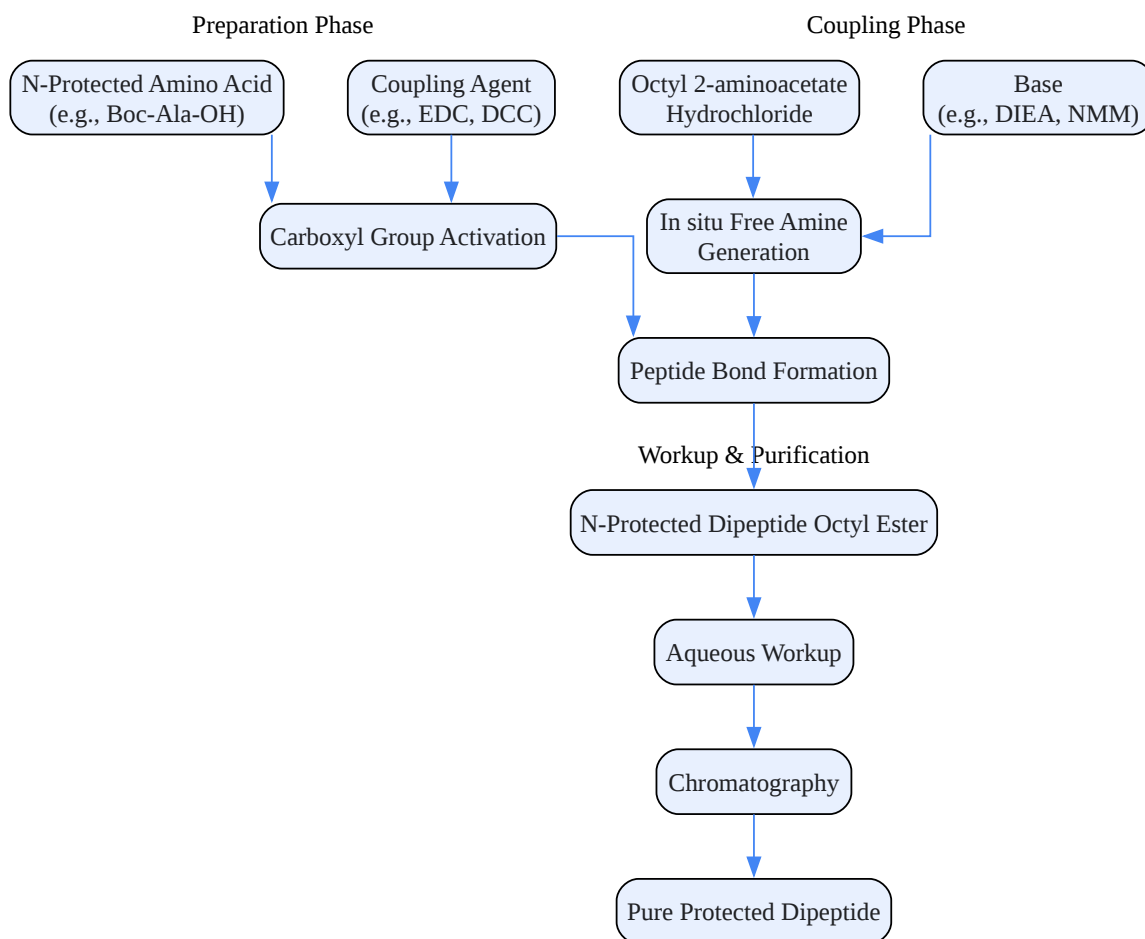 Preparation Phase
Coupling Phase
N-Protected Amino Acid
(e.g., Boc-Ala-OH)
Coupling Agent
(e.g., EDC, DCC)
Octyl 2-aminoacetate
Hydrochloride
Base
(e.g., DIEA, NMM)
Carboxyl Group Activation
In situ Free Amine
Generation
Peptide Bond Formation
Workup & Purification
N-Protected Dipeptide Octyl Ester
Aqueous Workup
Chromatography
Pure Protected Dipeptide